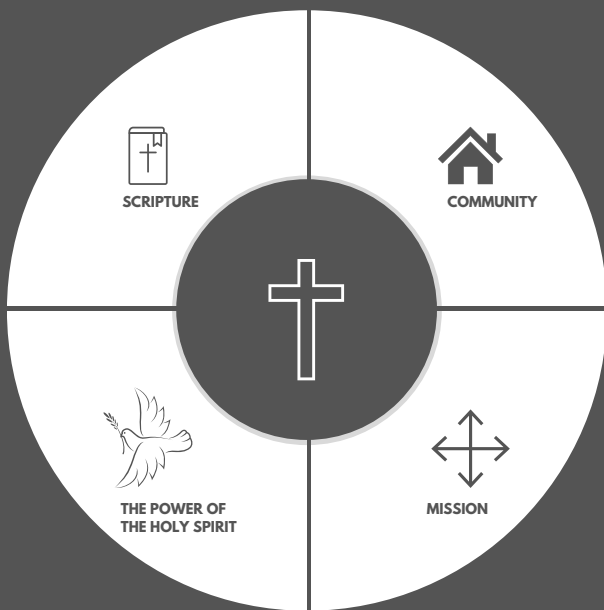 SCRIPTURE
COMMUNITY
THE POWER OF
THE HOLY SPIRIT
MISSION